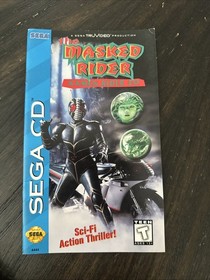 SEGA
A SEGA TRUVIDEO PRODUCTION
The
MASKED
RIDER
SEGA CD
Sci-Fi
Action Thriller!
TEEN
T
SEGA